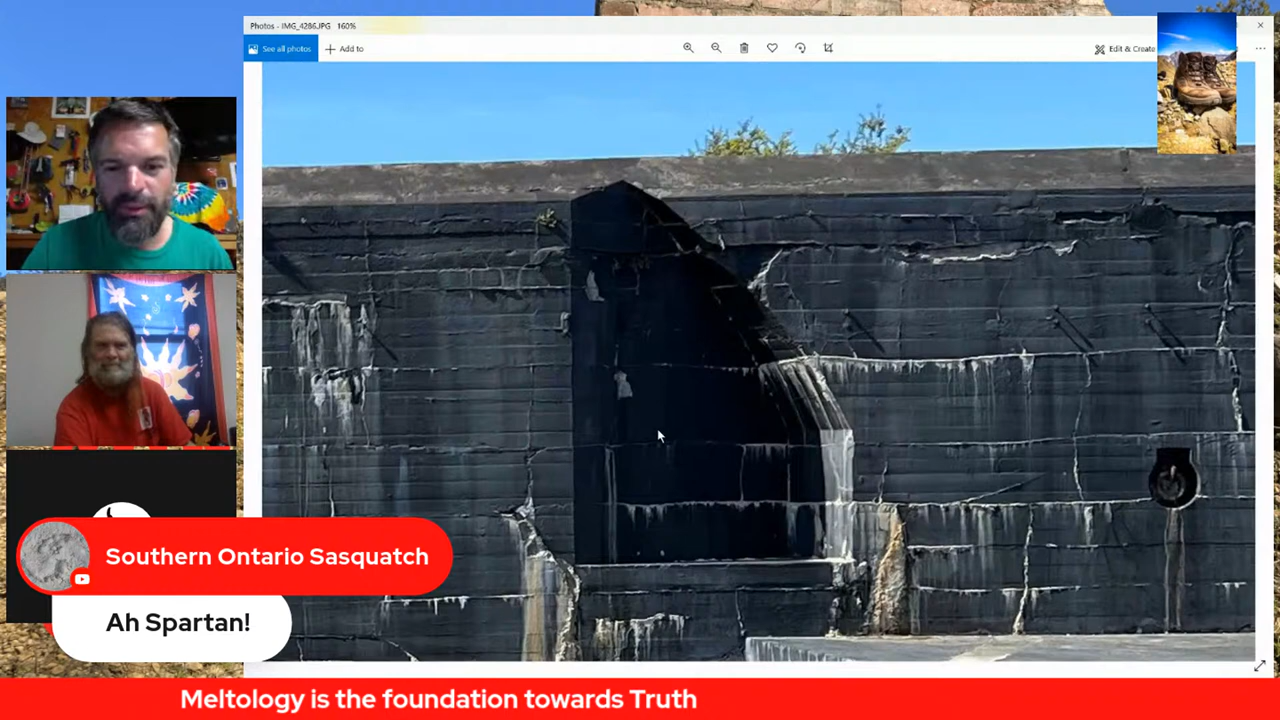 Photos - IMG_4286.JPG 160%
See all photos
Add to
Edit & Create
Southern Ontario Sasquatch
Ah Spartan!
Meltology is the foundation towards Truth